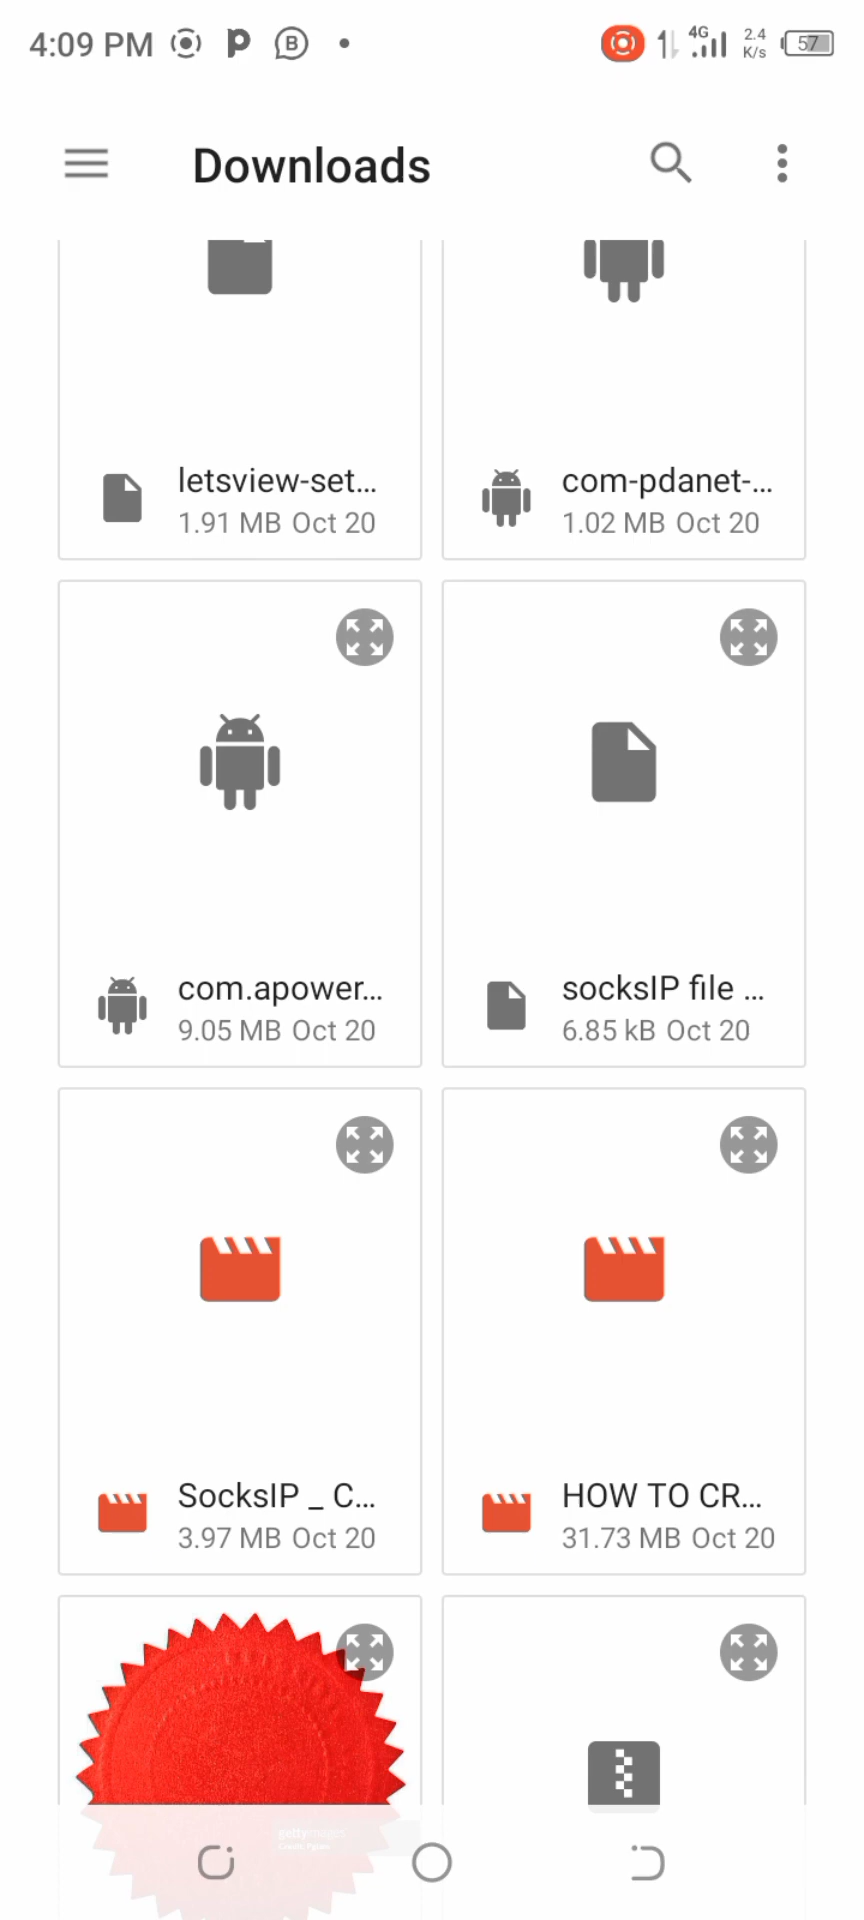 4:09 PM
4G
2.4
K/s
57
Downloads
letsview-set...
1.91 MB Oct 20
com-pdanet-...
1.02 MB Oct 20
com.apower...
9.05 MB Oct 20
socksIP file ...
6.85 kB Oct 20
SocksIP _ C...
3.97 MB Oct 20
HOW TO CR...
31.73 MB Oct 20
gettyimages